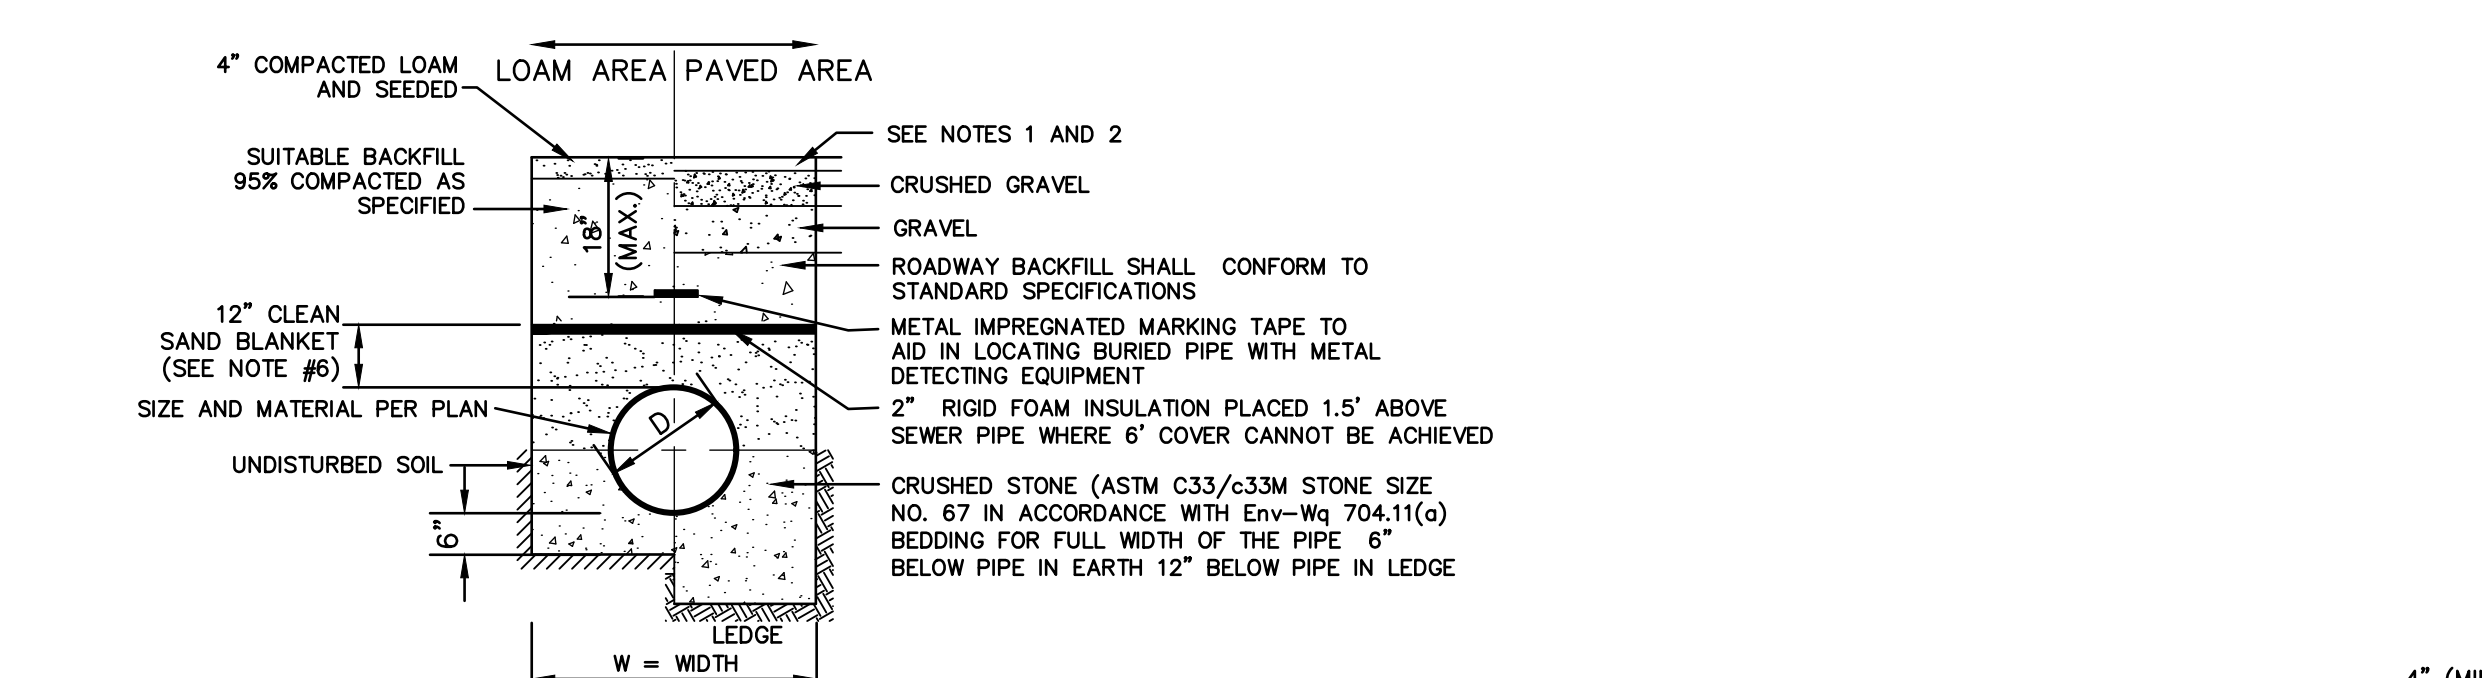 4" COMPACTED LOAM
AND SEEDED
LOAM AREA
PAVED AREA
SUITABLE BACKFILL
95% COMPACTED AS
SPECIFIED
18"
(MAX.)
12" CLEAN
SAND BLANKET
(SEE NOTE #6)
SIZE AND MATERIAL PER PLAN
D
UNDISTURBED SOIL
6"
SEE NOTES 1 AND 2
CRUSHED GRAVEL
GRAVEL
ROADWAY BACKFILL SHALL CONFORM TO
STANDARD SPECIFICATIONS
METAL IMPREGNATED MARKING TAPE TO
AID IN LOCATING BURIED PIPE WITH METAL
DETECTING EQUIPMENT
2" RIGID FOAM INSULATION PLACED 1.5' ABOVE
SEWER PIPE WHERE 6' COVER CANNOT BE ACHIEVED
CRUSHED STONE (ASTM C33/c33M STONE SIZE
NO. 67 IN ACCORDANCE WITH Env-Wq 704.11(a)
BEDDING FOR FULL WIDTH OF THE PIPE 6"
BELOW PIPE IN EARTH 12" BELOW PIPE IN LEDGE
LEDGE
W = WIDTH